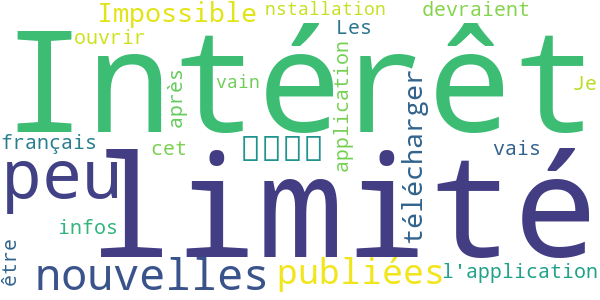 Impossible
nstallation
devraient
ouvrir
Les
Intérêt
après
vain
application
télécharger
Je
français
cet
vais
peu
limité
infos
être
nouvelles
publiées
l'application